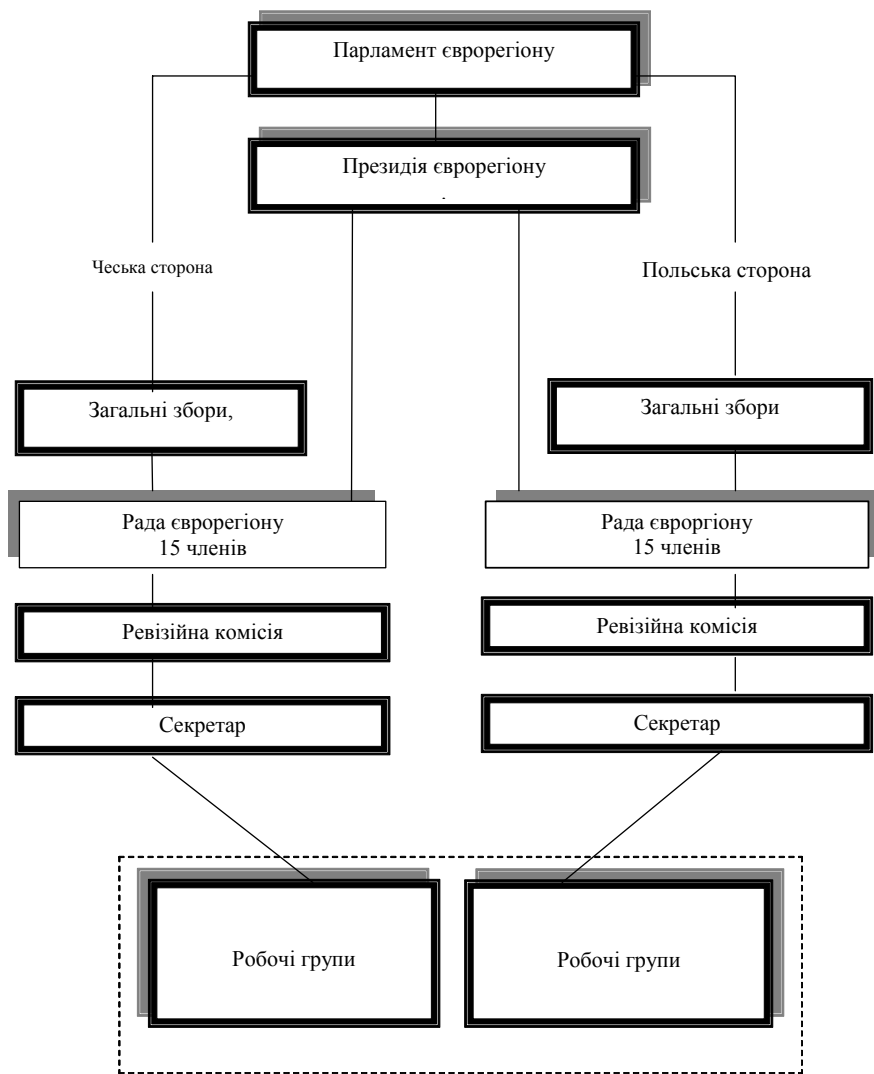 Парламент єврорегіону
Президія єврорегіону
.
Чеська сторона
Польська сторона
Загальні збори,
Загальні збори
Рада єврорегіону
15 членів
Рада євроргіону
15 членів
Ревізійна комісія
Ревізійна комісія
Секретар
Секретар
Робочі групи
Робочі групи